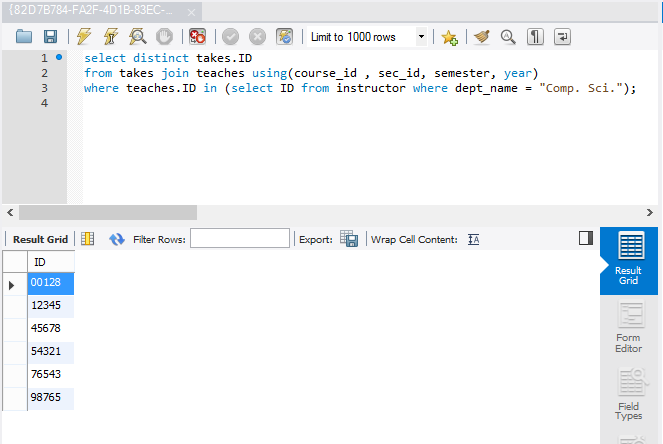 {82D7B784-FA2F-4D1B-83EC-...
Limit to 1000 rows
1 select distinct takes.ID
2 from takes join teaches using(course_id , sec_id, semester, year)
3 where teaches.ID in (select ID from instructor where dept_name = "Comp. Sci.");
4
Result Grid Filter Rows: Export: Wrap Cell Content: IA
ID
00128
12345
45678
54321
76543
98765
Result
Grid
Form
Editor
Field
Types